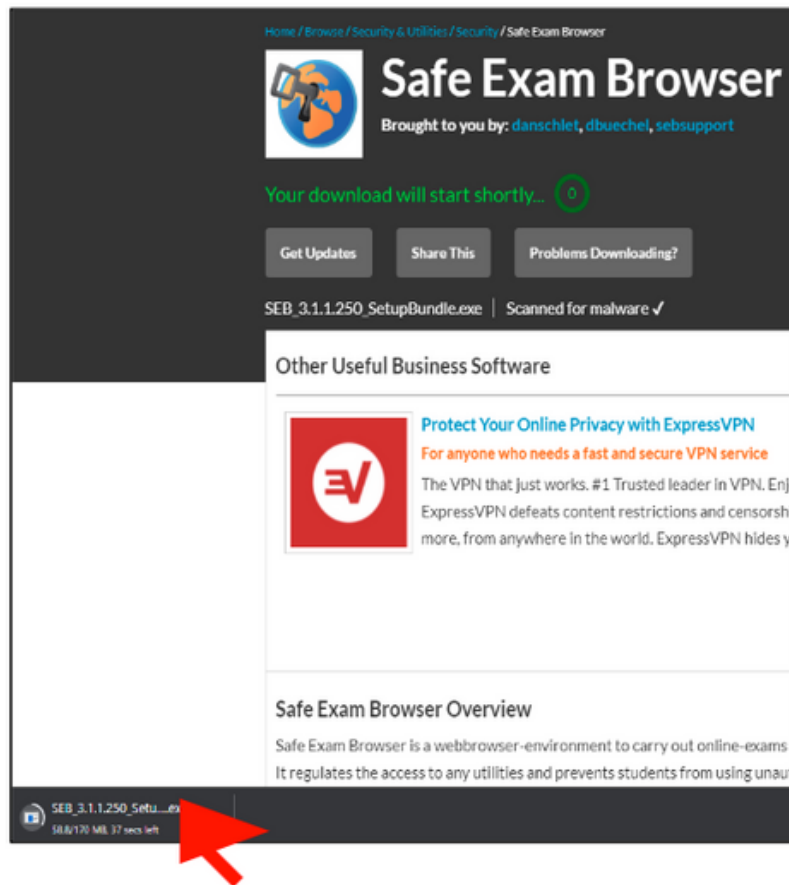 Home / Browse / Security & Utilities / Security / Safe Exam Browser
Safe Exam Browser
Brought to you by: danschlet, dbuechel, sebsupport
Your download will start shortly... 0
Get Updates Share This Problems Downloading?
SEB_3.1.1.250_SetupBundle.exe | Scanned for malware ✓
Other Useful Business Software
Protect Your Online Privacy with ExpressVPN
For anyone who needs a fast and secure VPN service
The VPN that just works. #1 Trusted leader in VPN. Enj
ExpressVPN defeats content restrictions and censorsh
more, from anywhere in the world. ExpressVPN hides y
Safe Exam Browser Overview
Safe Exam Browser is a webbrowser-environment to carry out online-exams
It regulates the access to any utilities and prevents students from using unau
SEB_3.1.1.250_Setu....ex
58.8/170 MB, 37 secs left